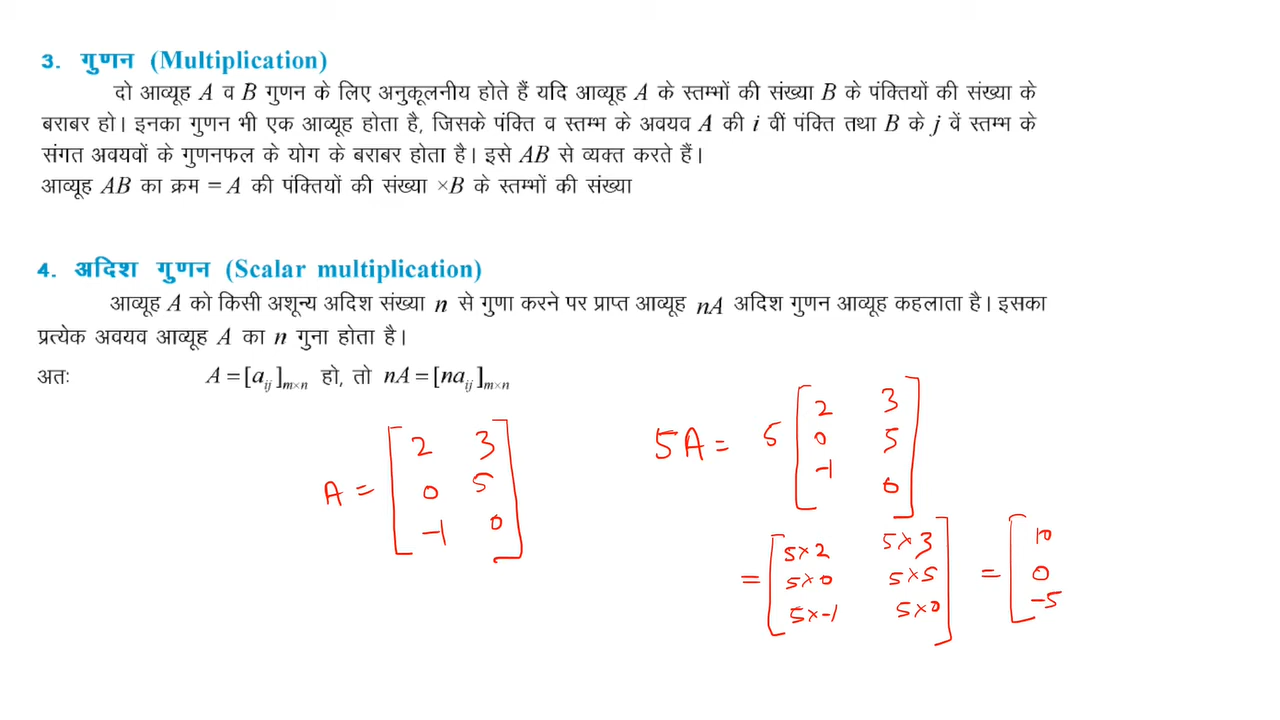 3. गुणन (Multiplication)
दो आव्यूह A व B गुणन के लिए अनुकूलनीय होते हैं यदि आव्यूह A के स्तम्भों की संख्या B के पंक्तियों की संख्या के
बराबर हो। इनका गुणन भी एक आव्यूह होता है, जिसके पंक्ति व स्तम्भ के अवयव A की i वीं पंक्ति तथा B के j वें स्तम्भ के
संगत अवयवों के गुणनफल के योग के बराबर होता है। इसे AB से व्यक्त करते हैं।
आव्यूह AB का क्रम = A की पंक्तियों की संख्या ×B के स्तम्भों की संख्या
4. अदिश गुणन (Scalar multiplication)
आव्यूह A को किसी अशून्य अदिश संख्या n से गुणा करने पर प्राप्त आव्यूह nA अदिश गुणन आव्यूह कहलाता है। इसका
प्रत्येक अवयव आव्यूह A का n गुना होता है।
अतः A = [a_ij]_m×n हो, तो nA = [na_ij]_m×n
A = [ 2 3
0 5
-1 0 ]
5A = 5 [ 2 3
0 5
-1 0 ]
= [ 5×2 5×3
5×0 5×5
5×-1 5×0 ]
= [ 10
0
-5